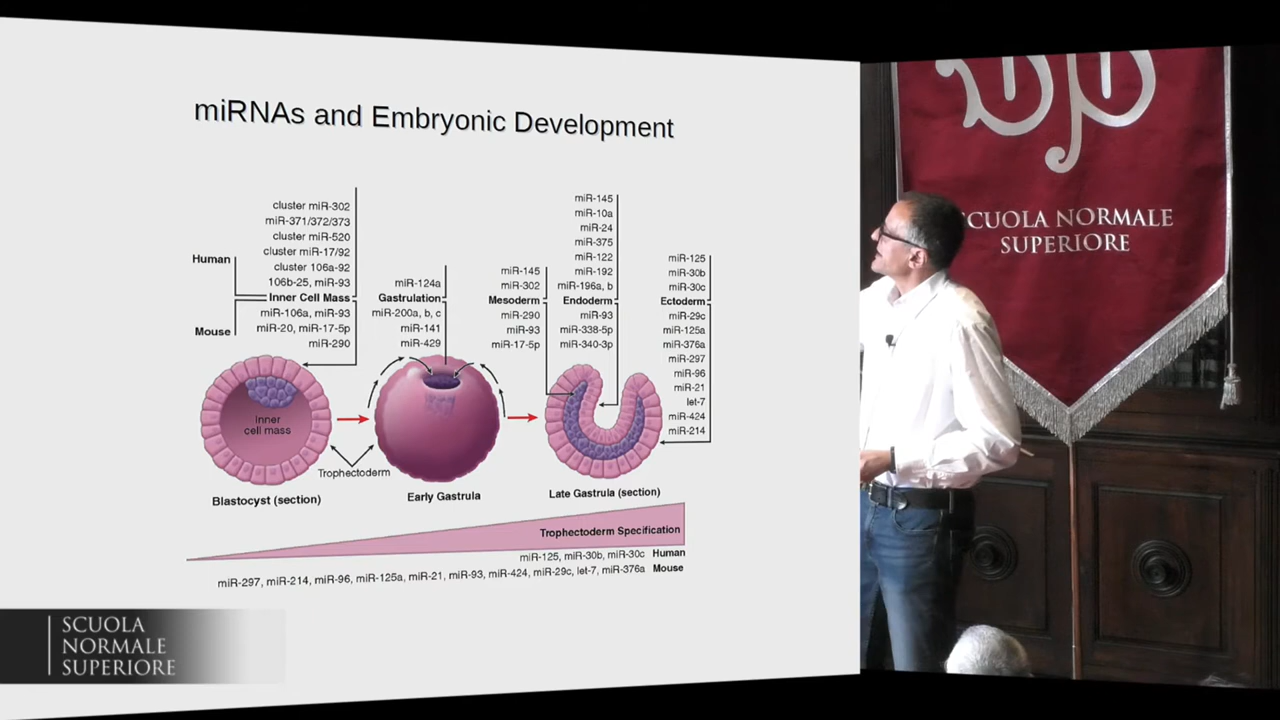 miRNAs and Embryonic Development
cluster miR-302
miR-371/372/373
cluster miR-520
cluster miR-17/92
cluster 106a-92
106b-25, miR-93
Human
Inner Cell Mass
Mouse
miR-106a, miR-93
miR-20, miR-17-5p
miR-290
miR-124a
Gastrulation
miR-200a, b, c
miR-141
miR-429
miR-145
miR-302
Mesoderm
miR-290
miR-93
miR-17-5p
miR-145
miR-10a
miR-24
miR-375
miR-122
miR-192
miR-196a, b
Endoderm
miR-93
miR-338-5p
miR-340-3p
miR-125
miR-30b
miR-30c
Ectoderm
miR-29c
miR-125a
miR-376a
miR-297
miR-96
miR-21
let-7
miR-424
miR-214
Inner
cell mass
Trophectoderm
Blastocyst (section)
Early Gastrula
Late Gastrula (section)
Trophectoderm Specification
miR-125, miR-30b, miR-30c Human
miR-297, miR-214, miR-96, miR-125a, miR-21, miR-93, miR-424, miR-29c, let-7, miR-376a Mouse
SCUOLA
NORMALE
SUPERIORE
SCUOLA NORMALE
SUPERIORE